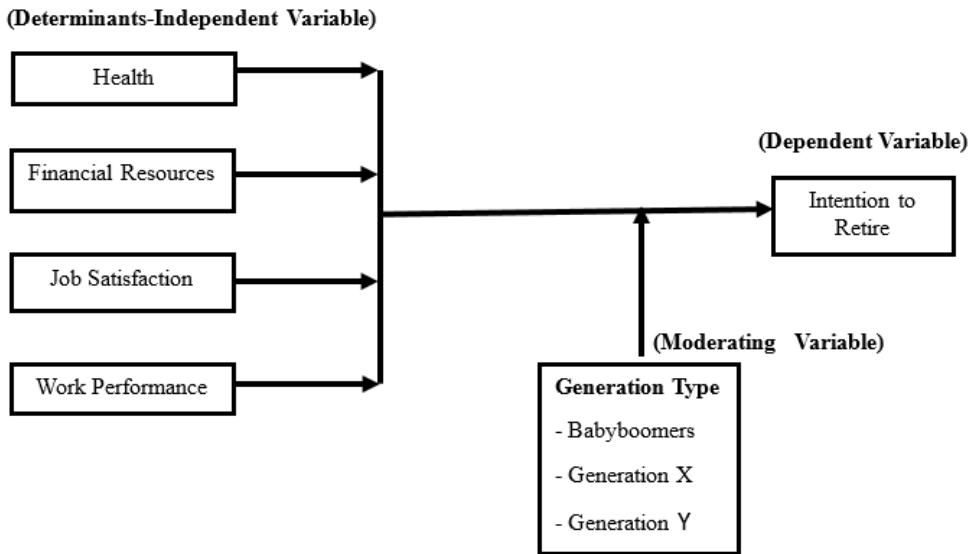 (Determinants-Independent Variable)
Health
Financial Resources
Job Satisfaction
Work Performance
(Dependent Variable)
Intention to
Retire
(Moderating Variable)
Generation Type
- Babyboomers
- Generation X
- Generation Y